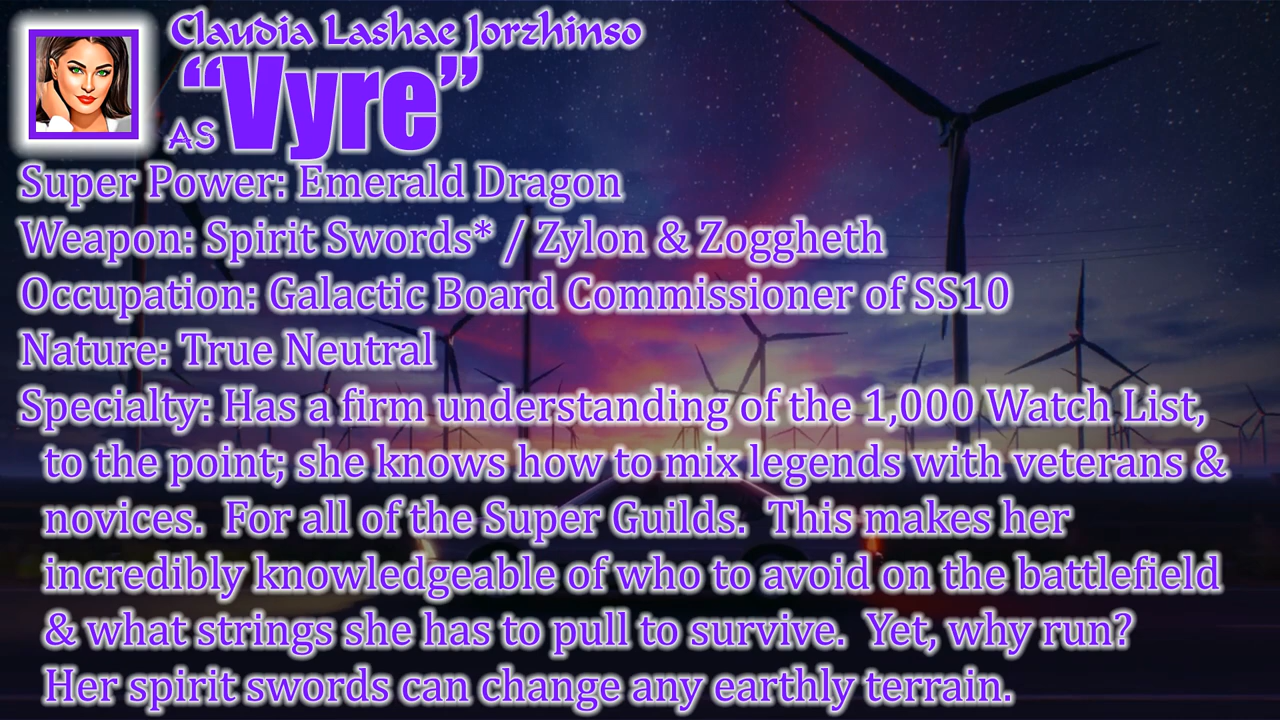 Claudia Lashae Jorzhinso
AS "Vyre"
Super Power: Emerald Dragon
Weapon: Spirit Swords* / Zylon & Zoggheth
Occupation: Galactic Board Commissioner of SS10
Nature: True Neutral
Specialty: Has a firm understanding of the 1,000 Watch List,
to the point; she knows how to mix legends with veterans &
novices.  For all of the Super Guilds.  This makes her
incredibly knowledgeable of who to avoid on the battlefield
& what strings she has to pull to survive.  Yet, why run?
Her spirit swords can change any earthly terrain.